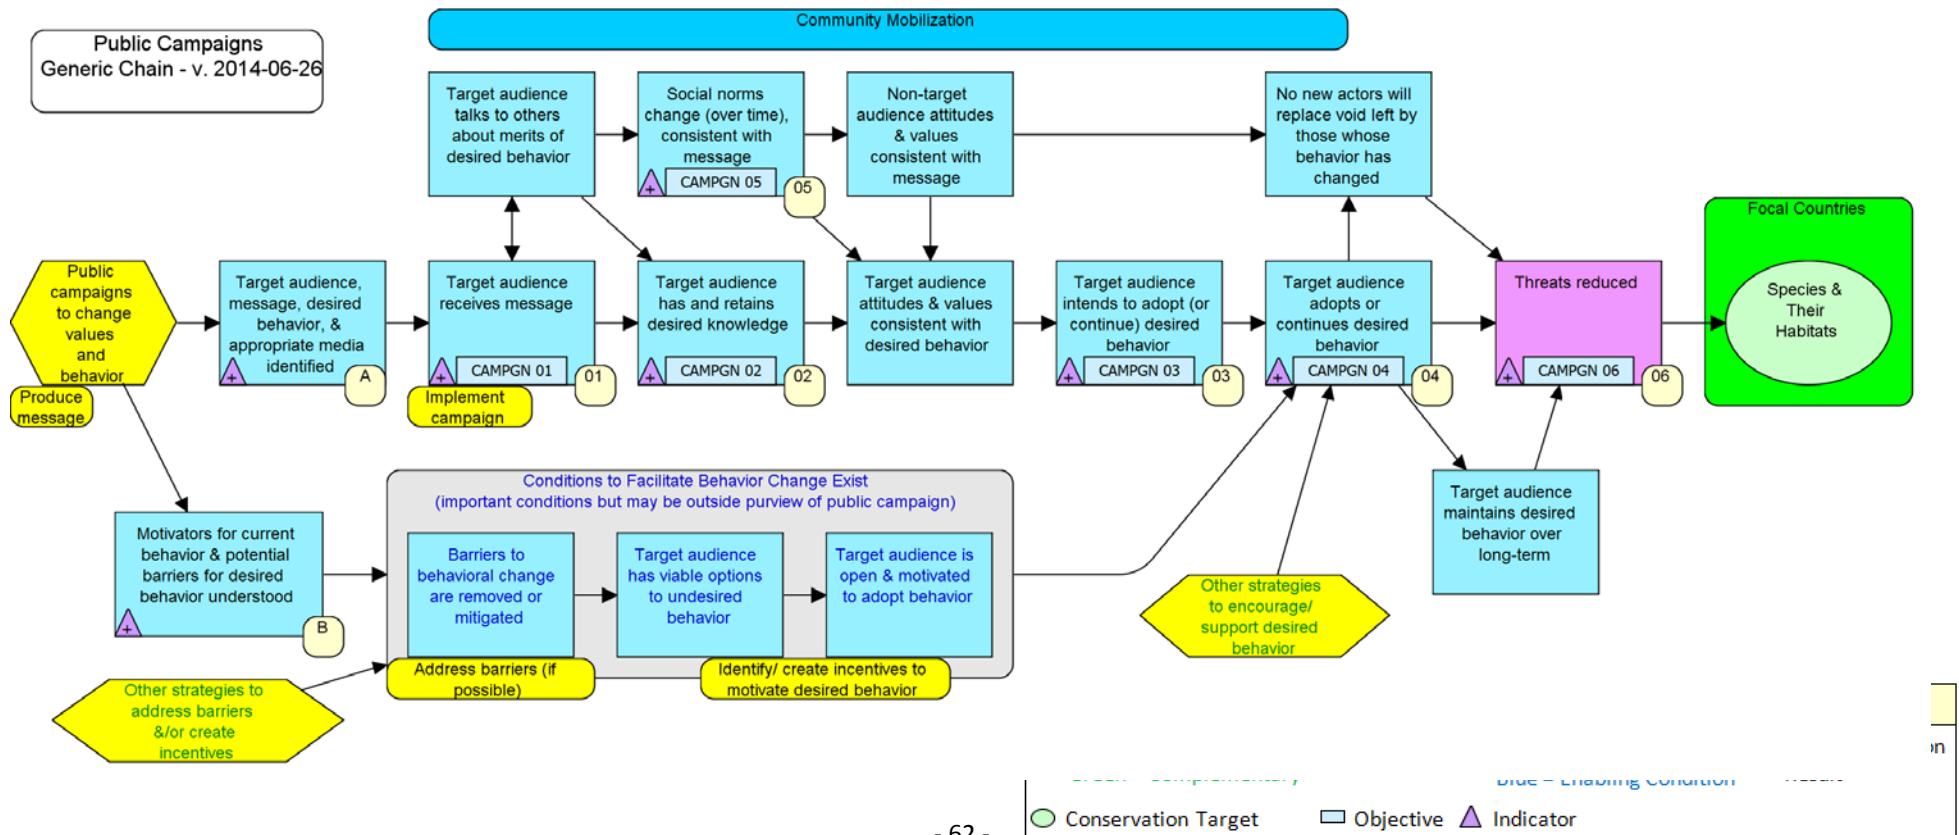 Community Mobilization
Public Campaigns
Generic Chain - v. 2014-06-26
Target audience
talks to others
about merits of
desired behavior
Social norms
change (over time),
consistent with
message
CAMPGN 05
05
Non-target
audience attitudes
& values
consistent with
message
No new actors will
replace void left by
those whose
behavior has
changed
Public
campaigns
to change
values
and
behavior
Produce
message
Target audience,
message, desired
behavior, &
appropriate media
identified
A
Target audience
receives message
CAMPGN 01
01
Implement
campaign
Target audience
has and retains
desired knowledge
CAMPGN 02
02
Target audience
attitudes & values
consistent with
desired behavior
Target audience
intends to adopt (or
continue) desired
behavior
CAMPGN 03
03
Target audience
adopts or
continues desired
behavior
CAMPGN 04
04
Threats reduced
CAMPGN 06
06
Focal Countries
Species &
Their
Habitats
Motivators for current
behavior & potential
barriers for desired
behavior understood
B
Conditions to Facilitate Behavior Change Exist
(important conditions but may be outside purview of public campaign)
Barriers to
behavioral change
are removed or
mitigated
Target audience
has viable options
to undesired
behavior
Target audience is
open & motivated
to adopt behavior
Address barriers (if
possible)
Identify/ create incentives to
motivate desired behavior
Target audience
maintains desired
behavior over
long-term
Other strategies
to encourage/
support desired
behavior
Other strategies to
address barriers
&/or create
incentives
Blue = Enabling Condition
Conservation Target
Objective
Indicator
- 62 -